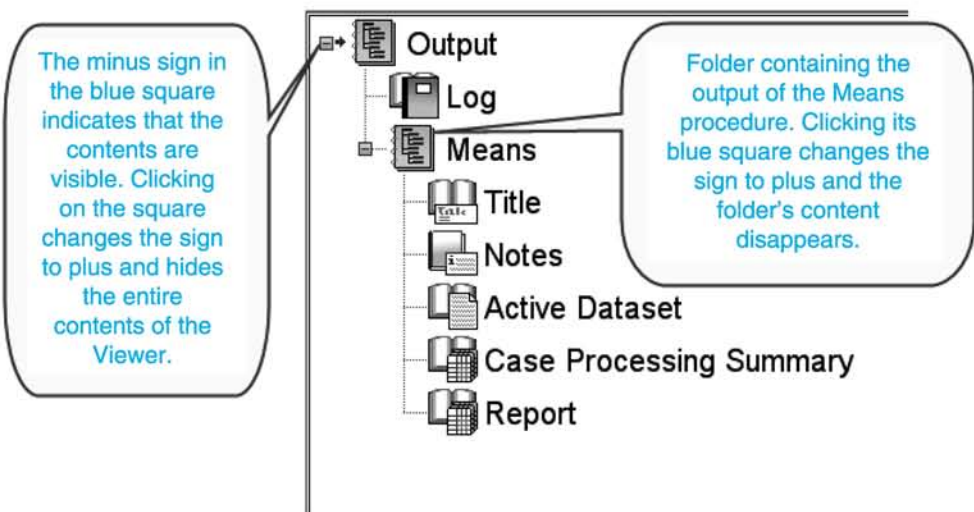 The minus sign in
the blue square
indicates that the
contents are
visible. Clicking
on the square
changes the sign
to plus and hides
the entire
contents of the
Viewer.
Output
Log
Means
Title
Notes
Active Dataset
Case Processing Summary
Report
Folder containing the
output of the Means
procedure. Clicking its
blue square changes the
sign to plus and the
folder's content
disappears.